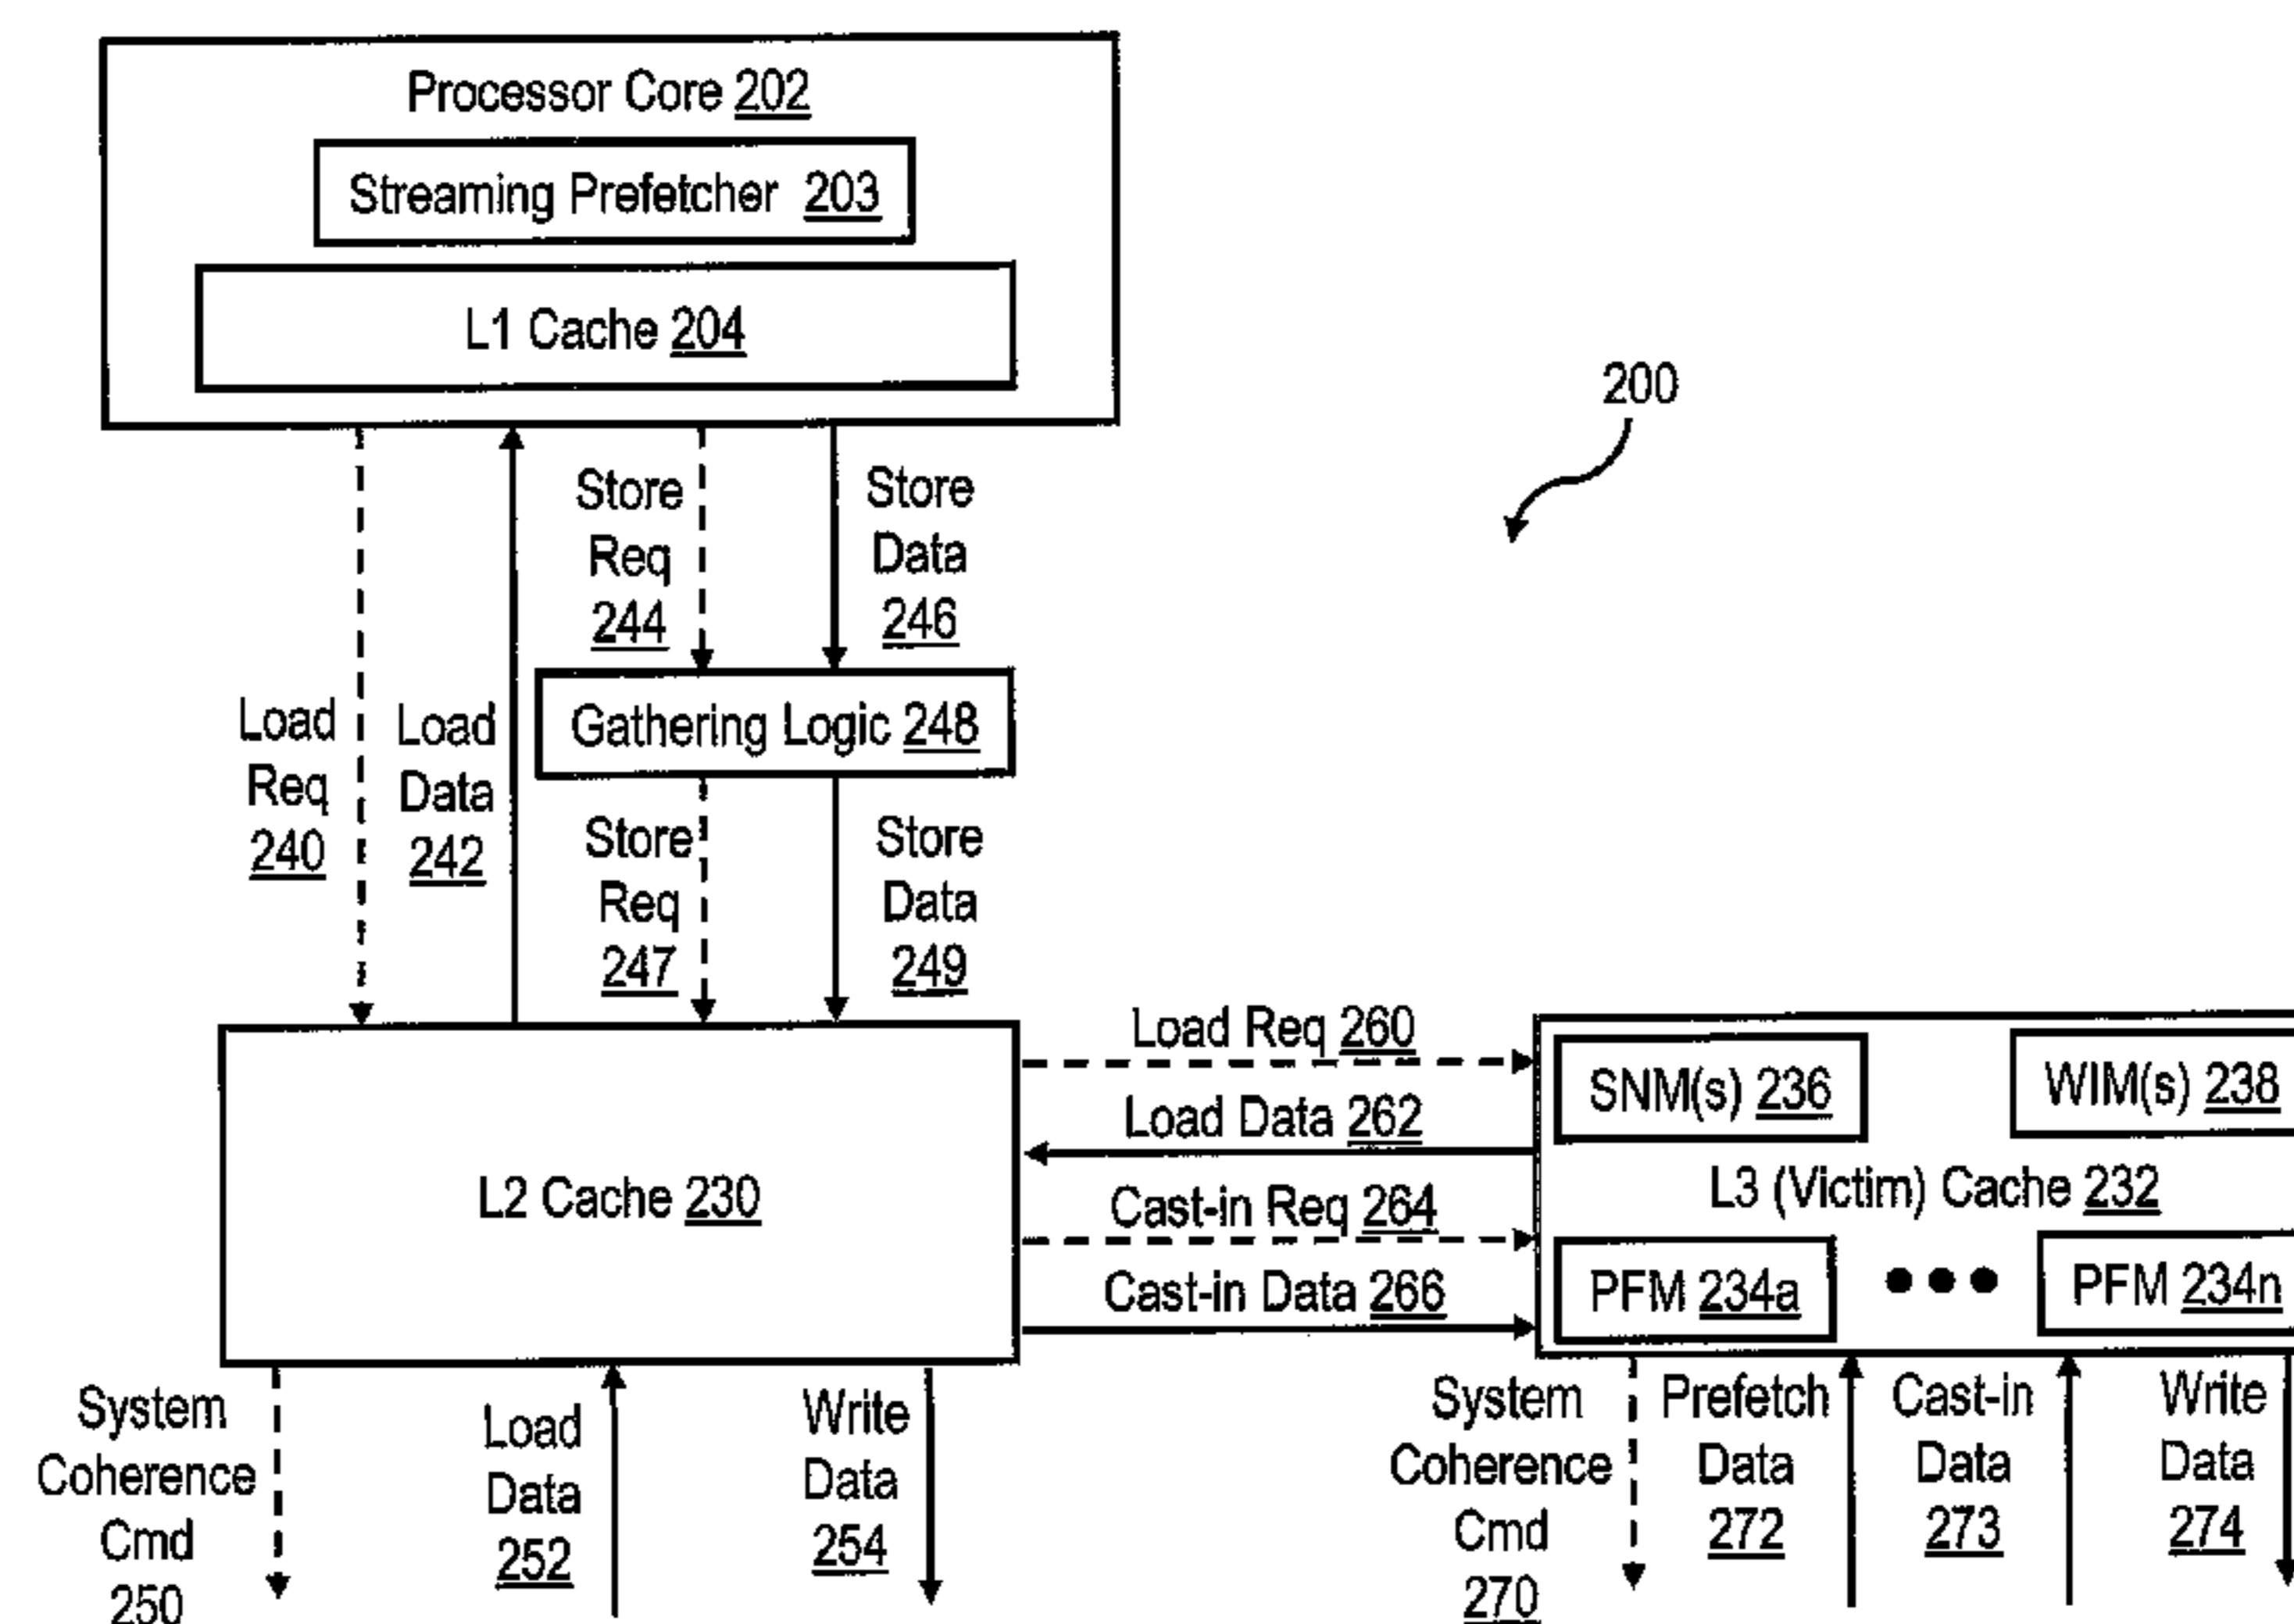 Processor Core 202
Streaming Prefetcher 203
L1 Cache 204
200
Store
Req
244
Store
Data
246
Load
Req
240
Load
Data
242
Gathering Logic 248
Store
Req
247
Store
Data
249
L2 Cache 230
Load Req 260
Load Data 262
Cast-in Req 264
Cast-in Data 266
SNM(s) 236
WIM(s) 238
L3 (Victim) Cache 232
PFM 234a
PFM 234n
System
Coherence
Cmd
250
Load
Data
252
Write
Data
254
System
Coherence
Cmd
270
Prefetch
Data
272
Cast-in
Data
273
Write
Data
274